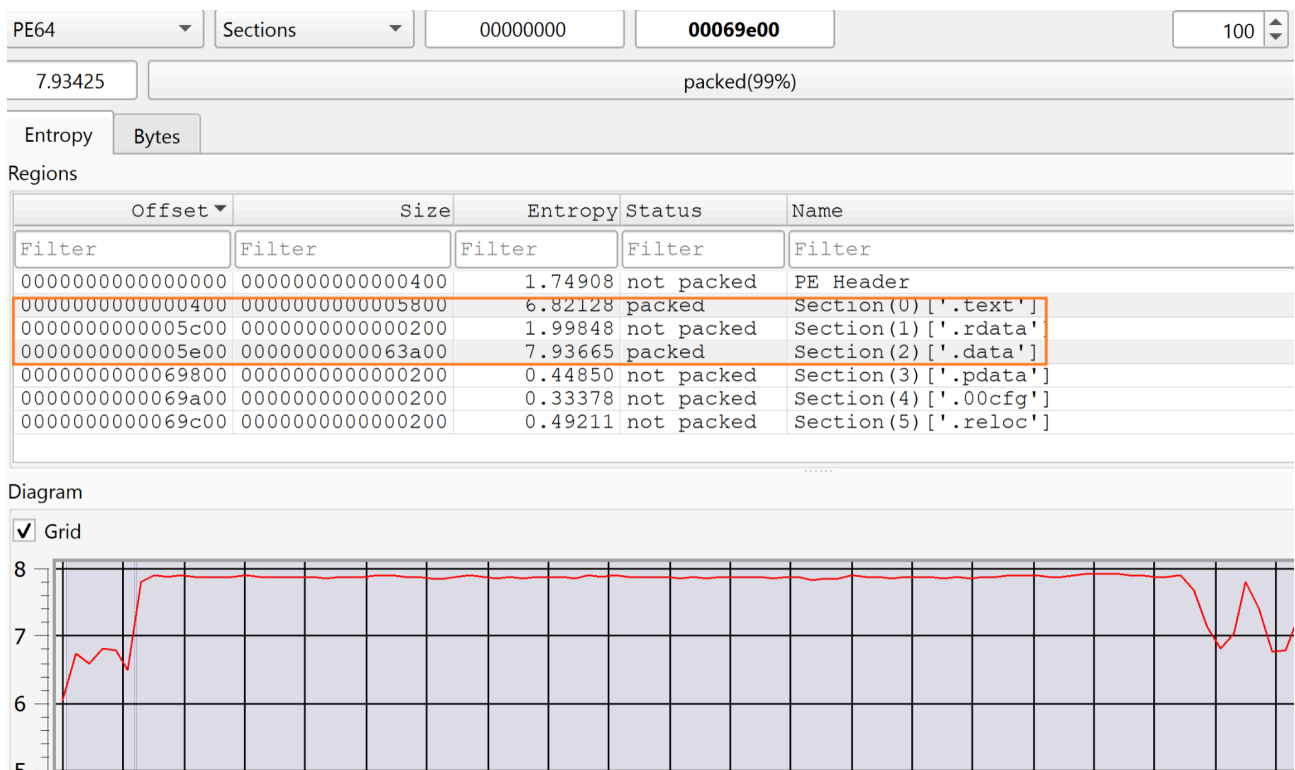 PE64 Sections 00000000 00069e00 100
7.93425 packed(99%)
Entropy Bytes
Regions
Offset Size Entropy Status Name
Filter Filter Filter Filter Filter
0000000000000000 0000000000000400 1.74908 not packed PE Header
0000000000000400 0000000000005800 6.82128 packed Section(0)['.text']
0000000000005c00 0000000000000200 1.99848 not packed Section(1)['.rdata']
0000000000005e00 0000000000063a00 7.93665 packed Section(2)['.data']
0000000000069800 0000000000000200 0.44850 not packed Section(3)['.pdata']
0000000000069a00 0000000000000200 0.33378 not packed Section(4)['.00cfg']
0000000000069c00 0000000000000200 0.49211 not packed Section(5)['.reloc']
Diagram
Grid
8
7
6
5